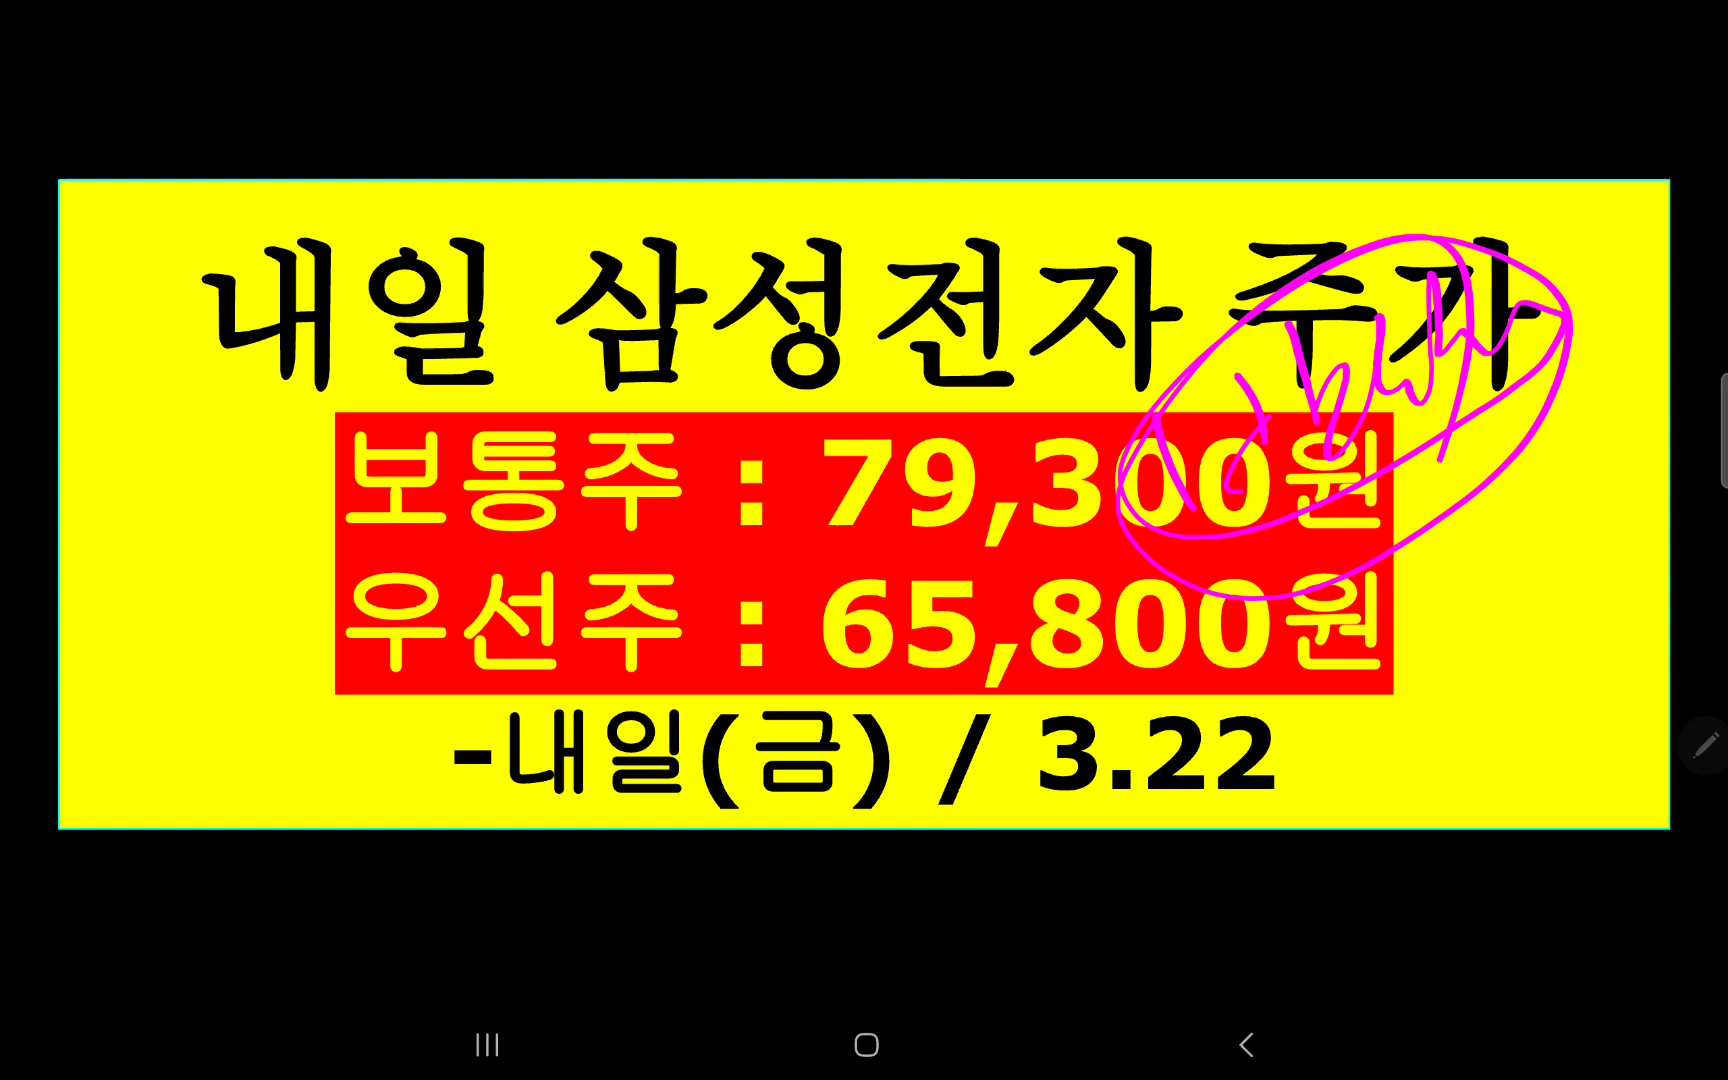 내일 삼성전자 주가
보통주 : 79,300원
우선주 : 65,800원
-내일(금) / 3.22